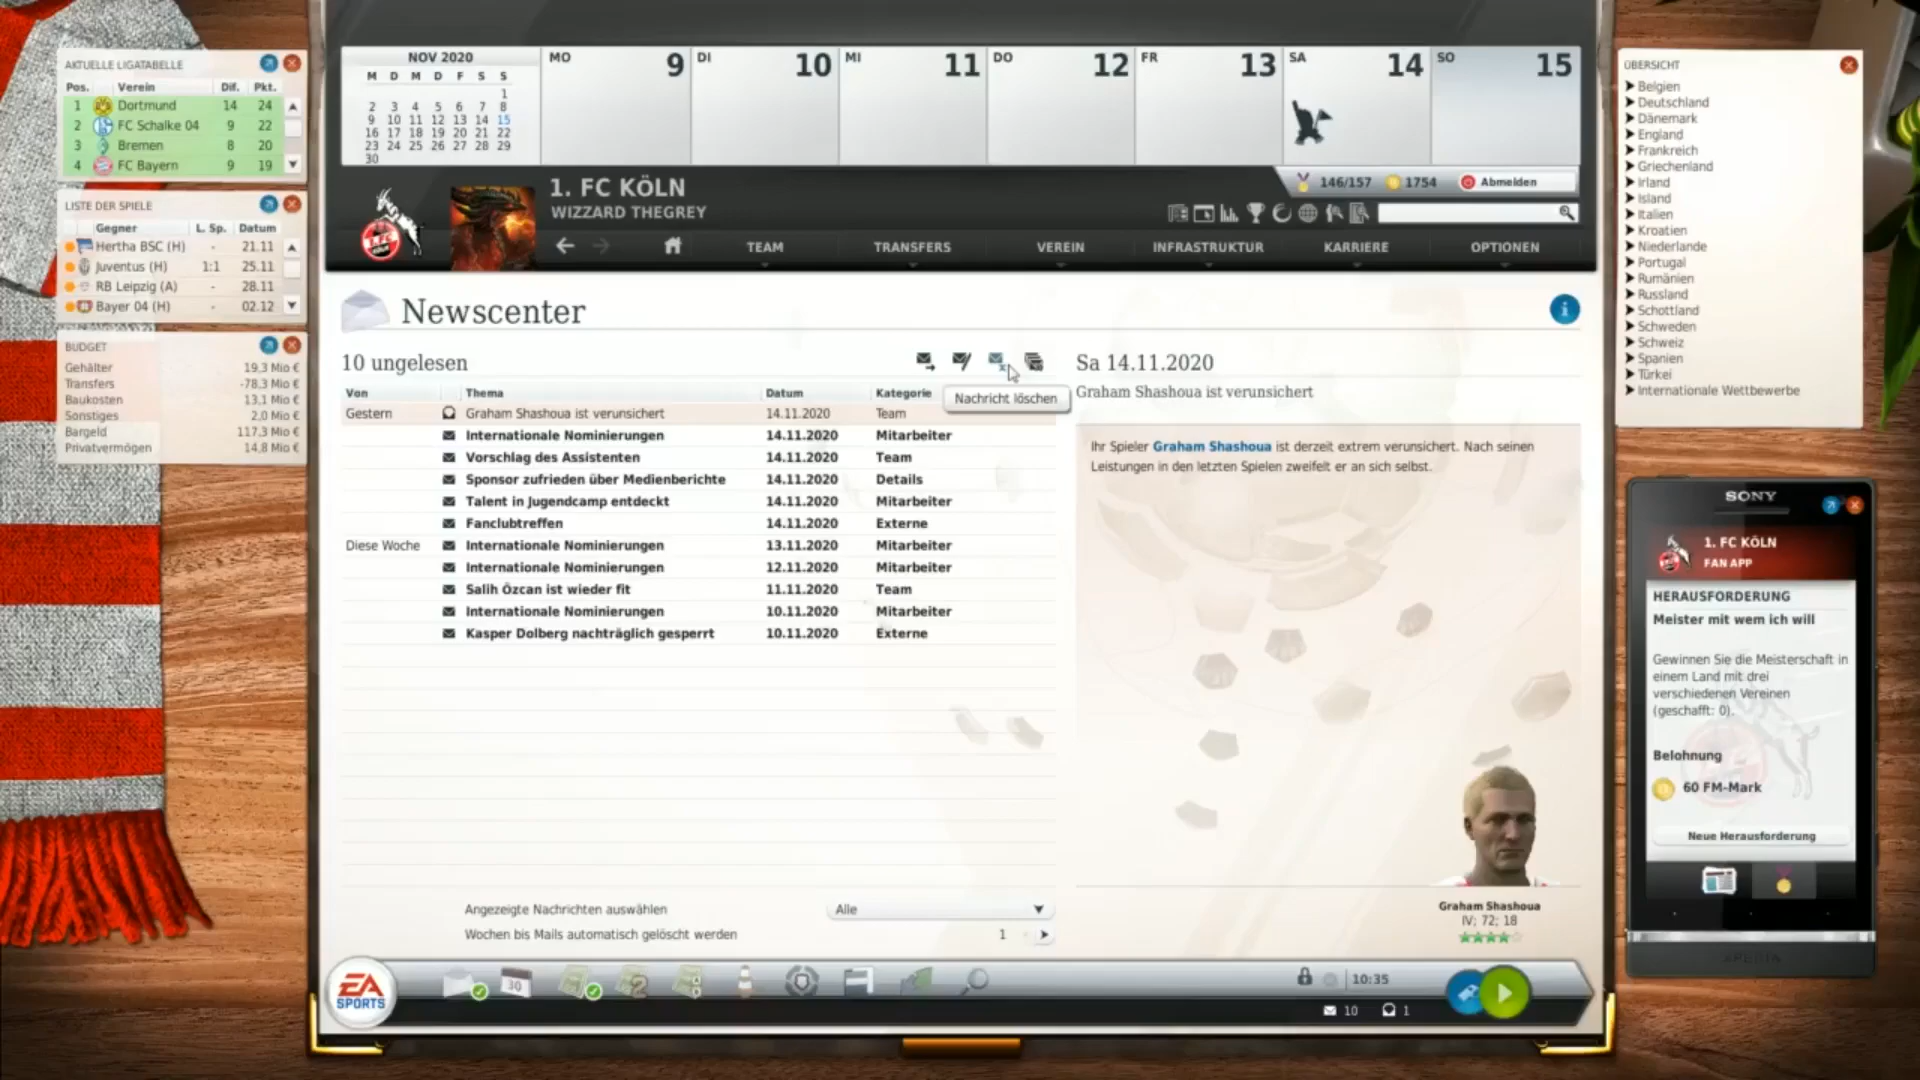 AKTUELLE LIGATABELLE
Pos. Verein Dif. Pkt.
1 Dortmund 14 24
2 FC Schalke 04 9 22
3 Bremen 8 20
4 FC Bayern 9 19
LISTE DER SPIELE
Gegner L. Sp. Datum
Hertha BSC (H) - 21.11
Juventus (H) 1:1 25.11
RB Leipzig (A) - 28.11
Bayer 04 (H) - 02.12
BUDGET
Gehälter 19,3 Mio €
Transfers -78,3 Mio €
Baukosten 13,1 Mio €
Sonstiges 2,0 Mio €
Bargeld 117,3 Mio €
Privatvermögen 14,8 Mio €
NOV 2020
M D M D F S S
1
2 3 4 5 6 7 8
9 10 11 12 13 14 15
16 17 18 19 20 21 22
23 24 25 26 27 28 29
30
MO 9 DI 10 MI 11 DO 12 FR 13 SA 14 SO 15
1. FC KÖLN
WIZZARD THEGREY
146/157 1754 Abmelden
TEAM TRANSFERS VEREIN INFRASTRUKTUR KARRIERE OPTIONEN
Newscenter
10 ungelesen
Von Thema Datum Kategorie
Nachricht löschen
Gestern Graham Shashoua ist verunsichert 14.11.2020 Team
Internationale Nominierungen 14.11.2020 Mitarbeiter
Vorschlag des Assistenten 14.11.2020 Team
Sponsor zufrieden über Medienberichte 14.11.2020 Details
Talent in Jugendcamp entdeckt 14.11.2020 Mitarbeiter
Fanclubtreffen 14.11.2020 Externe
Diese Woche Internationale Nominierungen 13.11.2020 Mitarbeiter
Internationale Nominierungen 12.11.2020 Mitarbeiter
Salih Özcan ist wieder fit 11.11.2020 Team
Internationale Nominierungen 10.11.2020 Mitarbeiter
Kasper Dolberg nachträglich gesperrt 10.11.2020 Externe
Angezeigte Nachrichten auswählen Alle
Wochen bis Mails automatisch gelöscht werden 1
Sa 14.11.2020
Graham Shashoua ist verunsichert
Ihr Spieler Graham Shashoua ist derzeit extrem verunsichert. Nach seinen
Leistungen in den letzten Spielen zweifelt er an sich selbst.
Graham Shashoua
IV; 72; 18
EA
SPORTS
30
2
10:35
10 1
ÜBERSICHT
Belgien
Deutschland
Dänemark
England
Frankreich
Griechenland
Irland
Island
Italien
Kroatien
Niederlande
Portugal
Rumänien
Russland
Schottland
Schweden
Schweiz
Spanien
Türkei
Internationale Wettbewerbe
SONY
1. FC KÖLN
FAN APP
HERAUSFORDERUNG
Meister mit wem ich will
Gewinnen Sie die Meisterschaft in
einem Land mit drei
verschiedenen Vereinen
(geschafft: 0).
Belohnung
60 FM-Mark
Neue Herausforderung
XPERIA